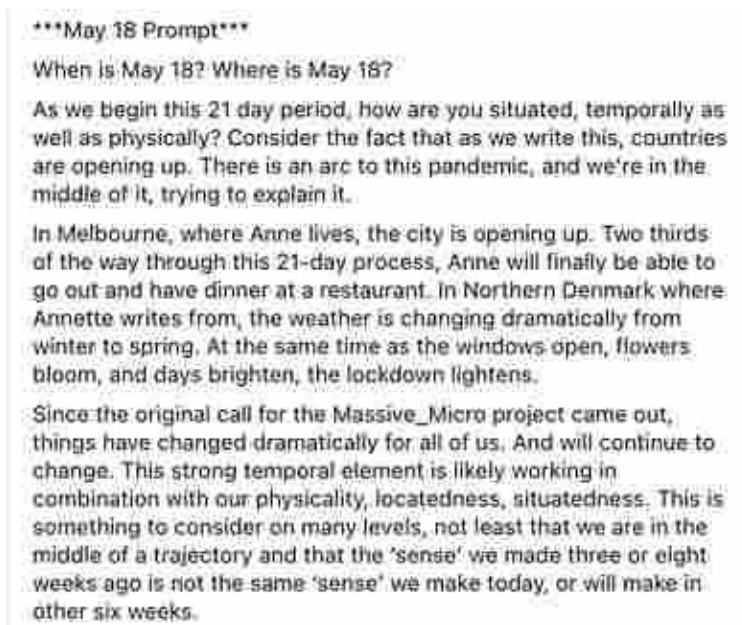 ***May 18 Prompt***
When is May 18? Where is May 18?
As we begin this 21 day period, how are you situated, temporally as
well as physically? Consider the fact that as we write this, countries
are opening up. There is an arc to this pandemic, and we're in the
middle of it, trying to explain it.
In Melbourne, where Anne lives, the city is opening up. Two thirds
of the way through this 21-day process, Anne will finally be able to
go out and have dinner at a restaurant. In Northern Denmark where
Annette writes from, the weather is changing dramatically from
winter to spring. At the same time as the windows open, flowers
bloom, and days brighten, the lockdown lightens.
Since the original call for the Massive_Micro project came out,
things have changed dramatically for all of us. And will continue to
change. This strong temporal element is likely working in
combination with our physicality, locatedness, situatedness. This is
something to consider on many levels, not least that we are in the
middle of a trajectory and that the 'sense' we made three or eight
weeks ago is not the same 'sense' we make today, or will make in
other six weeks.